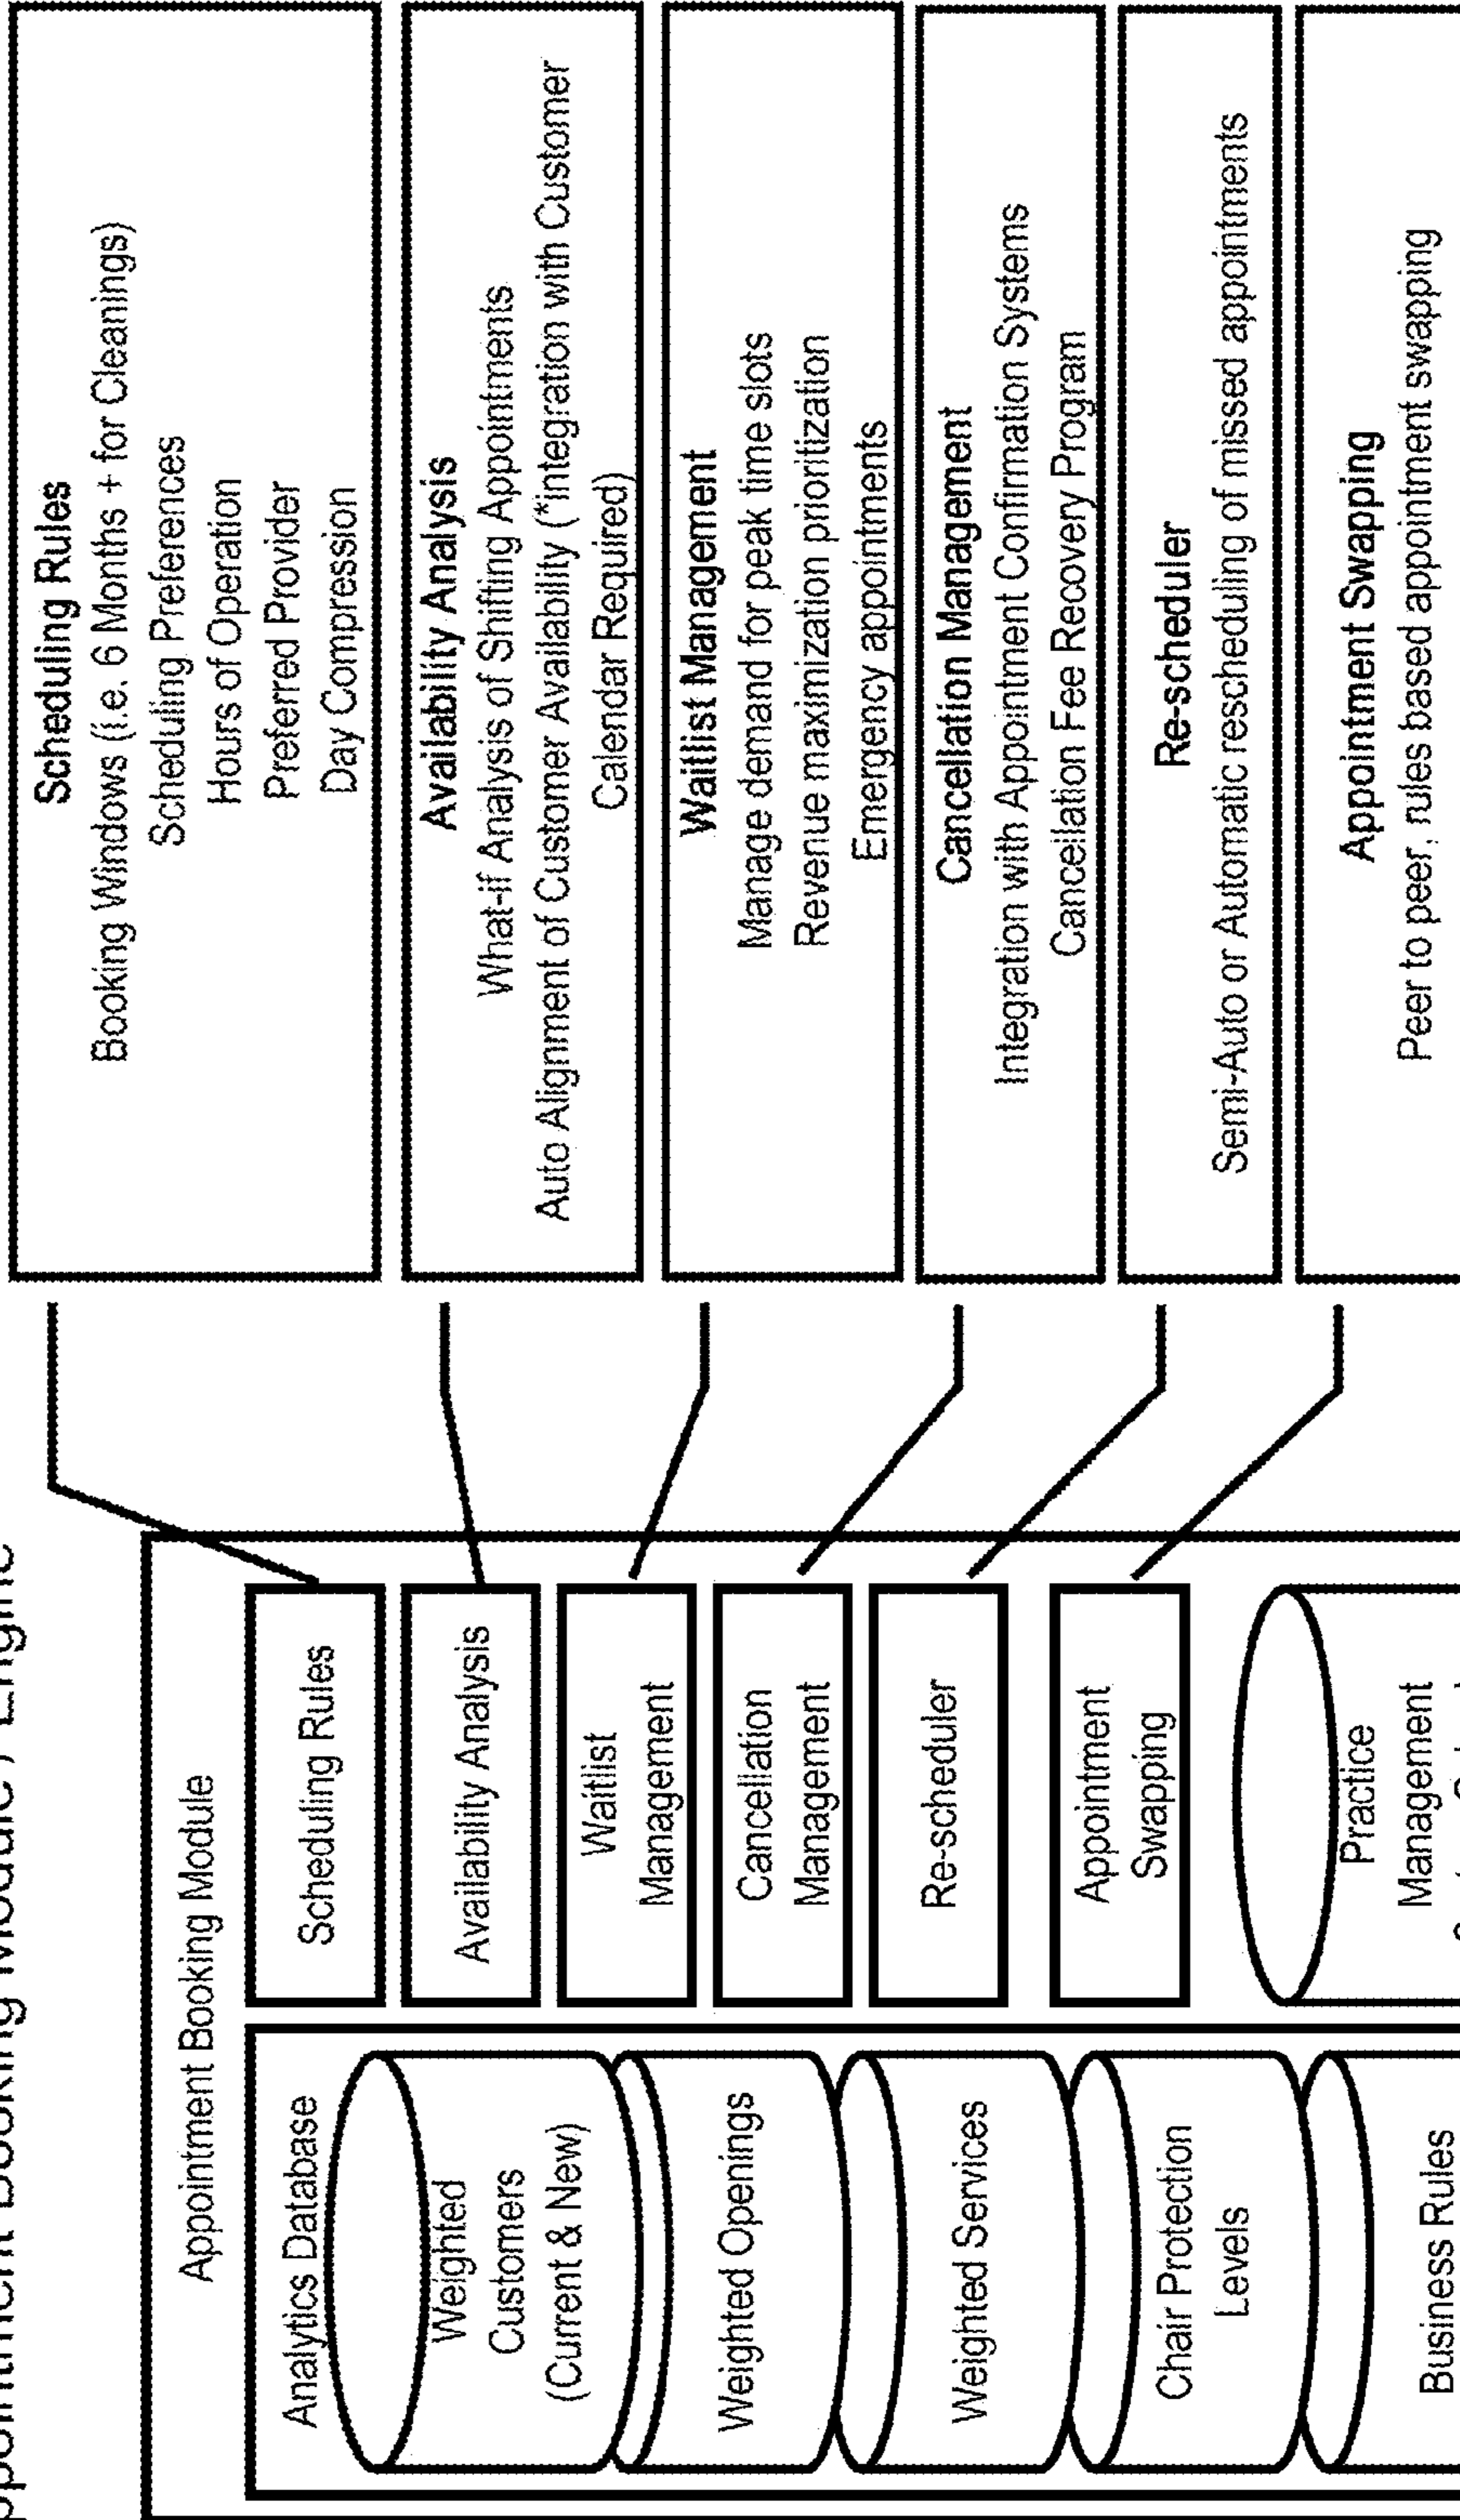 Booking Module / Engine
Appointment Booking Module
Analytics Database
Weighted
Customers
(Current & New)
Weighted Openings
Weighted Services
Chair Protection
Levels
Business Rules
Scheduling Rules
Availability Analysis
Waitlist
Management
Cancellation
Management
Re-scheduler
Appointment
Swapping
Practice
Management
Scheduling Rules
Booking Windows (i.e. 6 Months + for Cleanings)
Scheduling Preferences
Hours of Operation
Preferred Provider
Day Compression
Availability Analysis
What-if Analysis of Shifting Appointments
Auto Alignment of Customer Availability (*integration with Customer
Calendar Required)
Waitlist Management
Manage demand for peak time slots
Revenue maximization prioritization
Emergency appointments
Cancellation Management
Integration with Appointment Confirmation Systems
Cancellation Fee Recovery Program
Re-scheduler
Semi-Auto or Automatic rescheduling of missed appointments
Appointment Swapping
Peer to peer, rules based appointment swapping